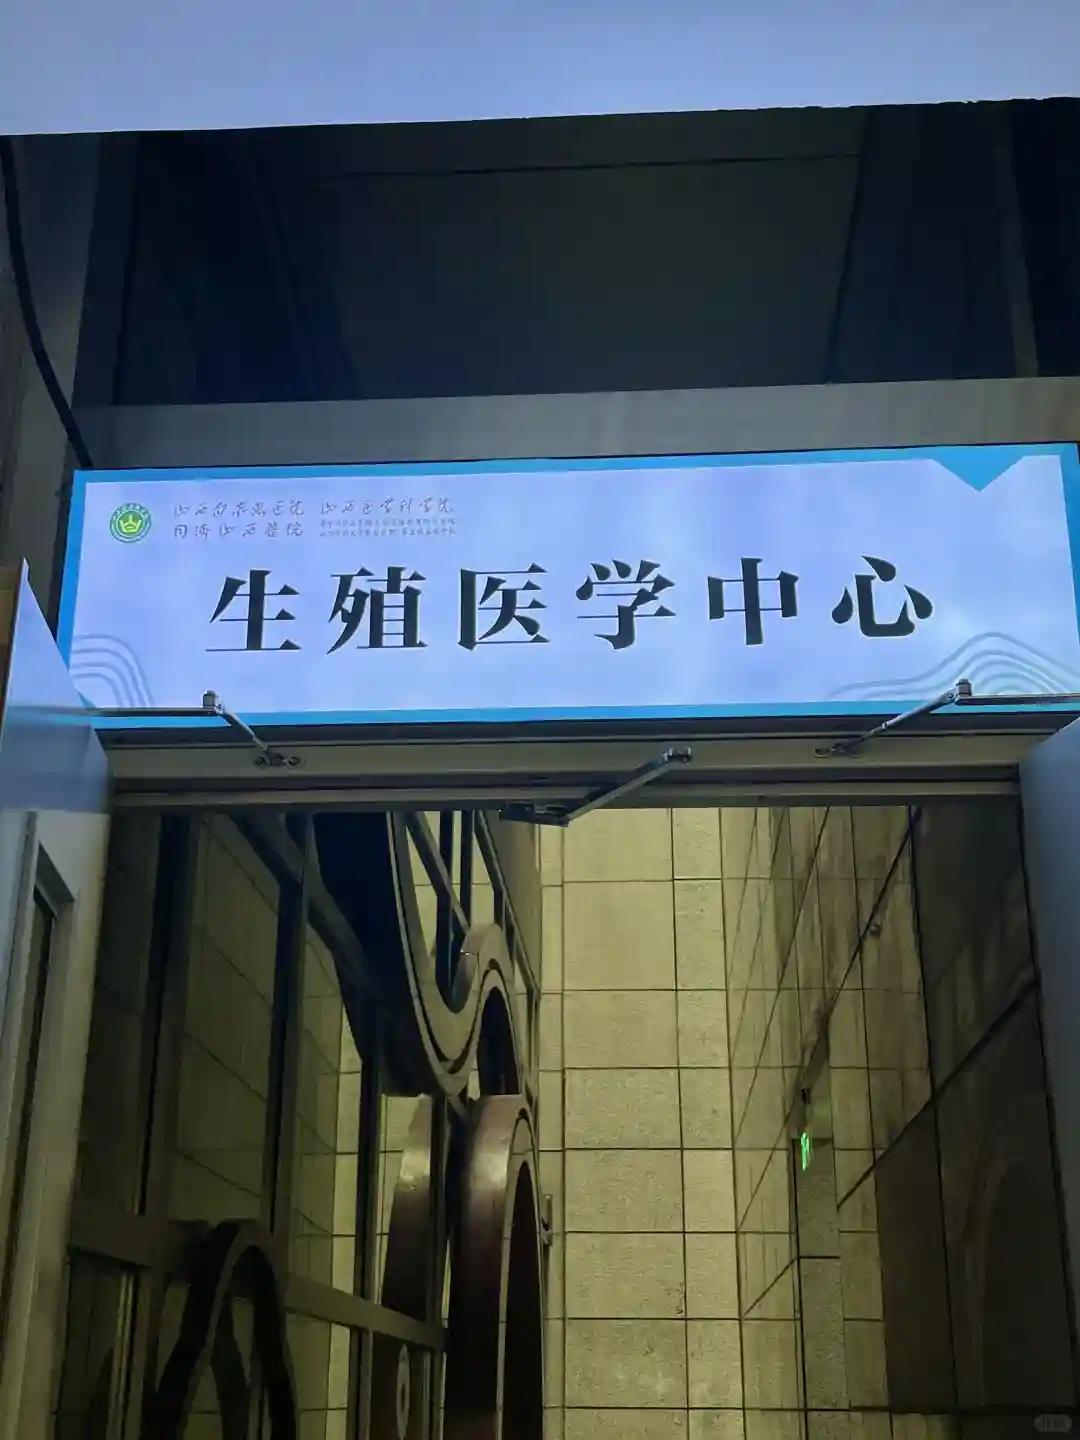 山西白求恩医院 山西医学科学院
同济山西医院
生殖医学中心